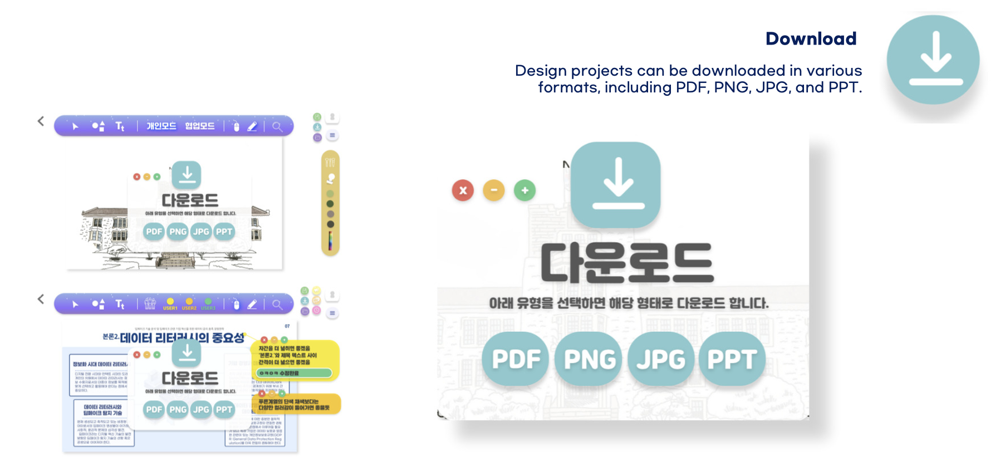 Download
Design projects can be downloaded in various
formats, including PDF, PNG, JPG, and PPT.
Tt 개인모드 협업모드
다운로드
아래 유형을 선택하면 해당 형태로 다운로드 합니다.
PDF PNG JPG PPT
Tt USER1 USER2 USER3
07
본론2.데이터 리터러시의 중요성
정보화 시대 데이터 리터러
자간을 더 넓히면 좋겠음
'본론2.'와 제목 텍스트 사이
간격이 더 넓으면 좋겠음
ㅇㅋㅇㅋ 수정완료
다운로드
아래 유형을 선택하면 해당 형태로 다운로드 합니다.
PDF PNG JPG PPT
푸른계열의 단색 채색보다는
다양한 컬러감이 들어가면 좋을듯
데이터 리터러시와
딥페이크 탐지 기술
R: General Data Protection Reg
N
다운로드
아래 유형을 선택하면 해당 형태로 다운로드 합니다.
PDF PNG JPG PPT